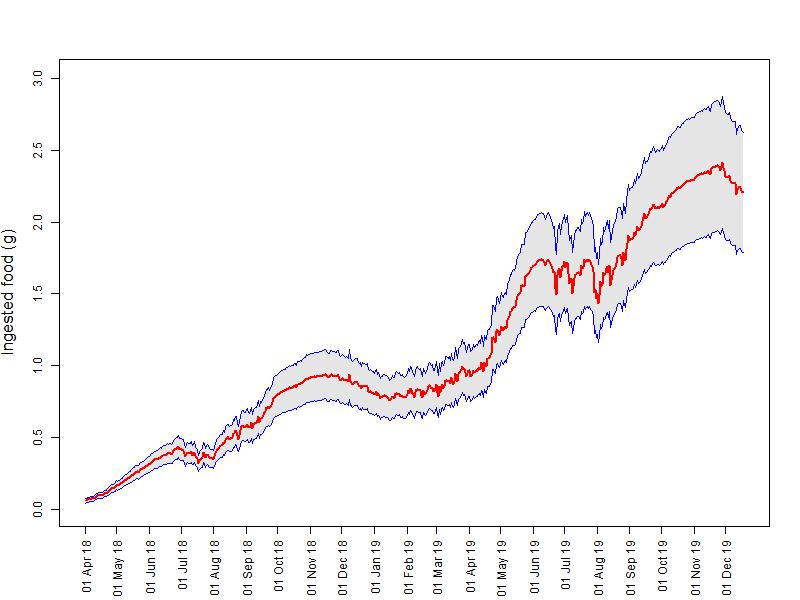 Ingested food (g)
3.0
2.5
2.0
1.5
1.0
0.5
0.0
01 Apr 18
01 May 18
01 Jun 18
01 Jul 18
01 Aug 18
01 Sep 18
01 Oct 18
01 Nov 18
01 Dec 18
01 Jan 19
01 Feb 19
01 Mar 19
01 Apr 19
01 May 19
01 Jun 19
01 Jul 19
01 Aug 19
01 Sep 19
01 Oct 19
01 Nov 19
01 Dec 19